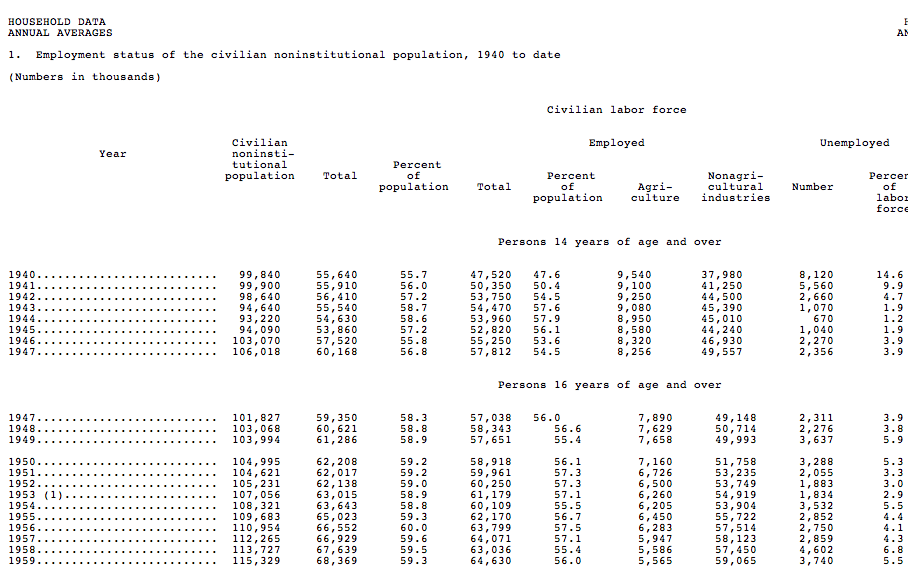 HOUSEHOLD DATA
ANNUAL AVERAGES
1.  Employment status of the civilian noninstitutional population, 1940 to date
(Numbers in thousands)
Civilian labor force
Civilian Employed Unemployed
Year noninsti-
tutional Percent
population Total of Percent Nonagri- Percen
population Total of Agri- cultural Number of
population culture industries labor
force
Persons 14 years of age and over
1940.......................... 99,840 55,640 55.7 47,520 47.6 9,540 37,980 8,120 14.6
1941.......................... 99,900 55,910 56.0 50,350 50.4 9,100 41,250 5,560 9.9
1942.......................... 98,640 56,410 57.2 53,750 54.5 9,250 44,500 2,660 4.7
1943.......................... 94,640 55,540 58.7 54,470 57.6 9,080 45,390 1,070 1.9
1944.......................... 93,220 54,630 58.6 53,960 57.9 8,950 45,010 670 1.2
1945.......................... 94,090 53,860 57.2 52,820 56.1 8,580 44,240 1,040 1.9
1946.......................... 103,070 57,520 55.8 55,250 53.6 8,320 46,930 2,270 3.9
1947.......................... 106,018 60,168 56.8 57,812 54.5 8,256 49,557 2,356 3.9
Persons 16 years of age and over
1947.......................... 101,827 59,350 58.3 57,038 56.0 7,890 49,148 2,311 3.9
1948.......................... 103,068 60,621 58.8 58,343 56.6 7,629 50,714 2,276 3.8
1949.......................... 103,994 61,286 58.9 57,651 55.4 7,658 49,993 3,637 5.9
1950.......................... 104,995 62,208 59.2 58,918 56.1 7,160 51,758 3,288 5.3
1951.......................... 104,621 62,017 59.2 59,961 57.3 6,726 53,235 2,055 3.3
1952.......................... 105,231 62,138 59.0 60,250 57.3 6,500 53,749 1,883 3.0
1953 (1)...................... 107,056 63,015 58.9 61,179 57.1 6,260 54,919 1,834 2.9
1954.......................... 108,321 63,643 58.8 60,109 55.5 6,205 53,904 3,532 5.5
1955.......................... 109,683 65,023 59.3 62,170 56.7 6,450 55,722 2,852 4.4
1956.......................... 110,954 66,552 60.0 63,799 57.5 6,283 57,514 2,750 4.1
1957.......................... 112,265 66,929 59.6 64,071 57.1 5,947 58,123 2,859 4.3
1958.......................... 113,727 67,639 59.5 63,036 55.4 5,586 57,450 4,602 6.8
1959.......................... 115,329 68,369 59.3 64,630 56.0 5,565 59,065 3,740 5.5